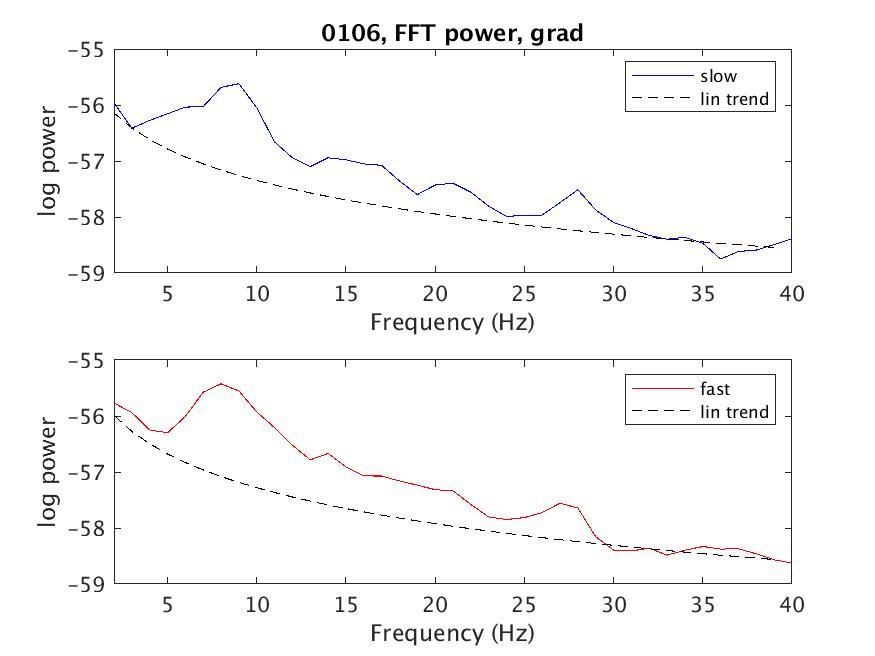 0106, FFT power, grad
log power
−55
−56
−57
−58
−59
slow
lin trend
5 10 15 20 25 30 35 40
Frequency (Hz)
log power
−55
−56
−57
−58
−59
fast
lin trend
5 10 15 20 25 30 35 40
Frequency (Hz)